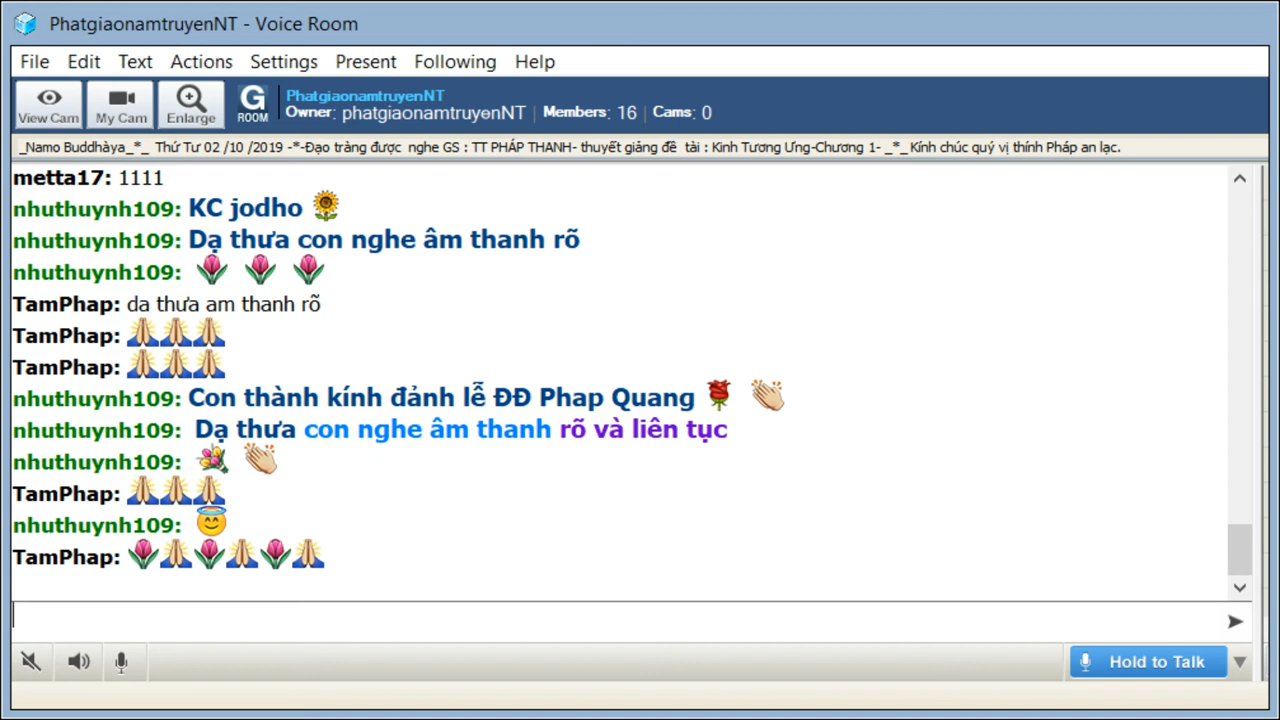 PhatgiaonamtruyenNT - Voice Room
File Edit Text Actions Settings Present Following Help
View Cam My Cam Enlarge G ROOM
PhatgiaonamtruyenNT
Owner: phatgiaonamtruyenNT | Members: 16 | Cams: 0
_Namo Buddhàya_*_ Thứ Tư 02 /10 /2019 -*-Đạo tràng được nghe GS : TT PHÁP THANH- thuyết giảng đề tài : Kinh Tương Ưng-Chương 1- _*_Kính chúc quý vị thính Pháp an lạc.
metta17: 1111
nhuthuynh109: KC jodho 🌻
nhuthuynh109: Dạ thưa con nghe âm thanh rõ
nhuthuynh109: 🌷 🌷 🌷
TamPhap: da thưa am thanh rõ
TamPhap: 🙏🙏🙏
TamPhap: 🙏🙏🙏
nhuthuynh109: Con thành kính đảnh lễ ĐĐ Phap Quang 🌹 👏
nhuthuynh109: Dạ thưa con nghe âm thanh rõ và liên tục
nhuthuynh109: 💐 👏
TamPhap: 🙏🙏🙏
nhuthuynh109: 😇
TamPhap: 🌷🙏🌷🙏🌷🙏
Hold to Talk